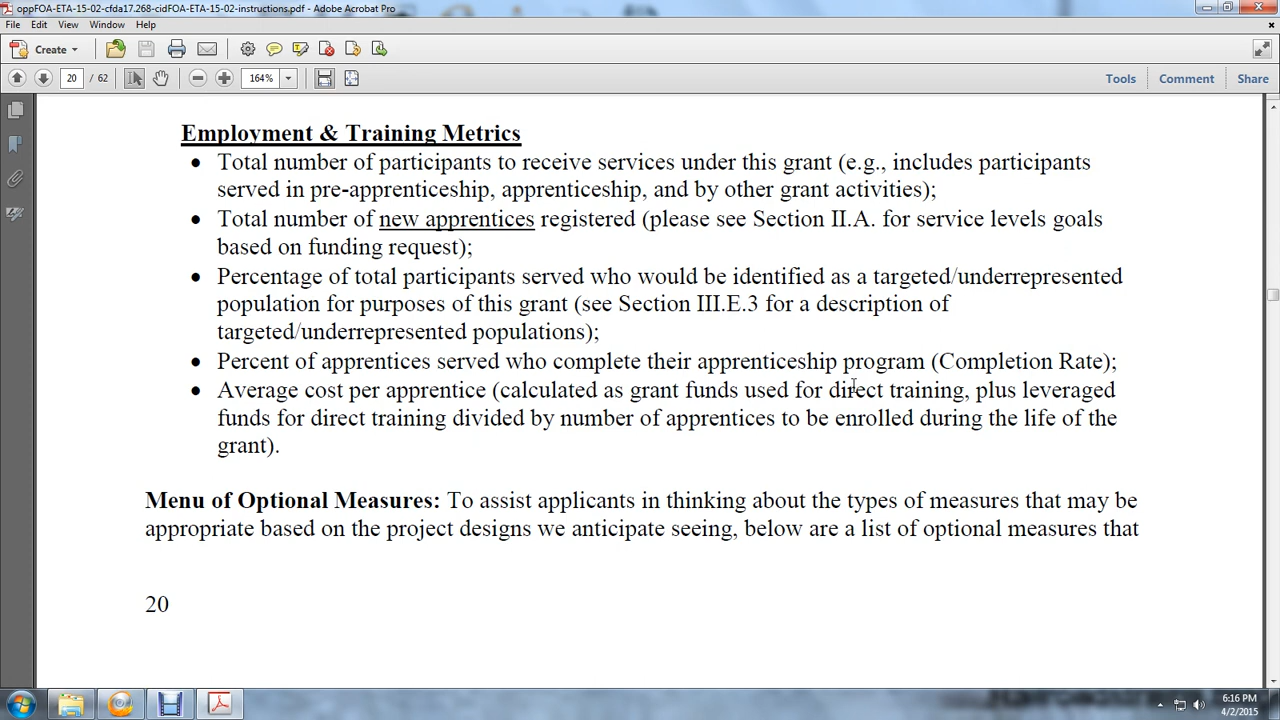 oppFOA-ETA-15-02-cfda17.268-cidFOA-ETA-15-02-instructions.pdf - Adobe Acrobat Pro
File Edit View Window Help
Create
20 / 62
164%
Tools Comment Share
Employment & Training Metrics
• Total number of participants to receive services under this grant (e.g., includes participants
served in pre-apprenticeship, apprenticeship, and by other grant activities);
• Total number of new apprentices registered (please see Section II.A. for service levels goals
based on funding request);
• Percentage of total participants served who would be identified as a targeted/underrepresented
population for purposes of this grant (see Section III.E.3 for a description of
targeted/underrepresented populations);
• Percent of apprentices served who complete their apprenticeship program (Completion Rate);
• Average cost per apprentice (calculated as grant funds used for direct training, plus leveraged
funds for direct training divided by number of apprentices to be enrolled during the life of the
grant).
Menu of Optional Measures: To assist applicants in thinking about the types of measures that may be
appropriate based on the project designs we anticipate seeing, below are a list of optional measures that
20
6:16 PM
4/2/2015